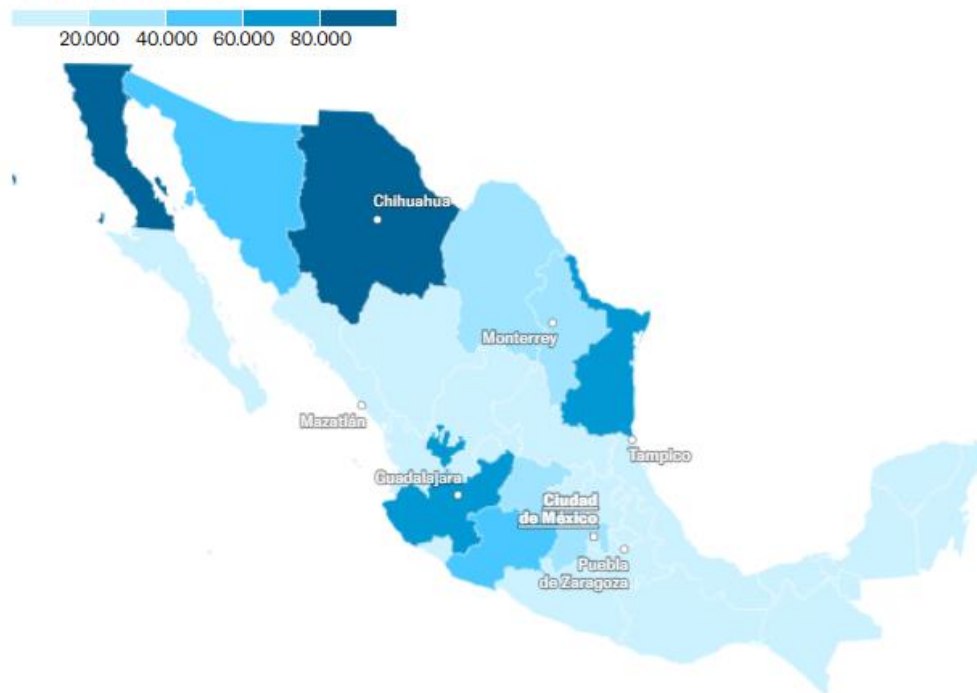 20.000 40.000 60.000 80.000
Chihuahua
Monterrey
Mazatlán
Tampico
Guadalajara
Ciudad
de México
Puebla
de Zaragoza